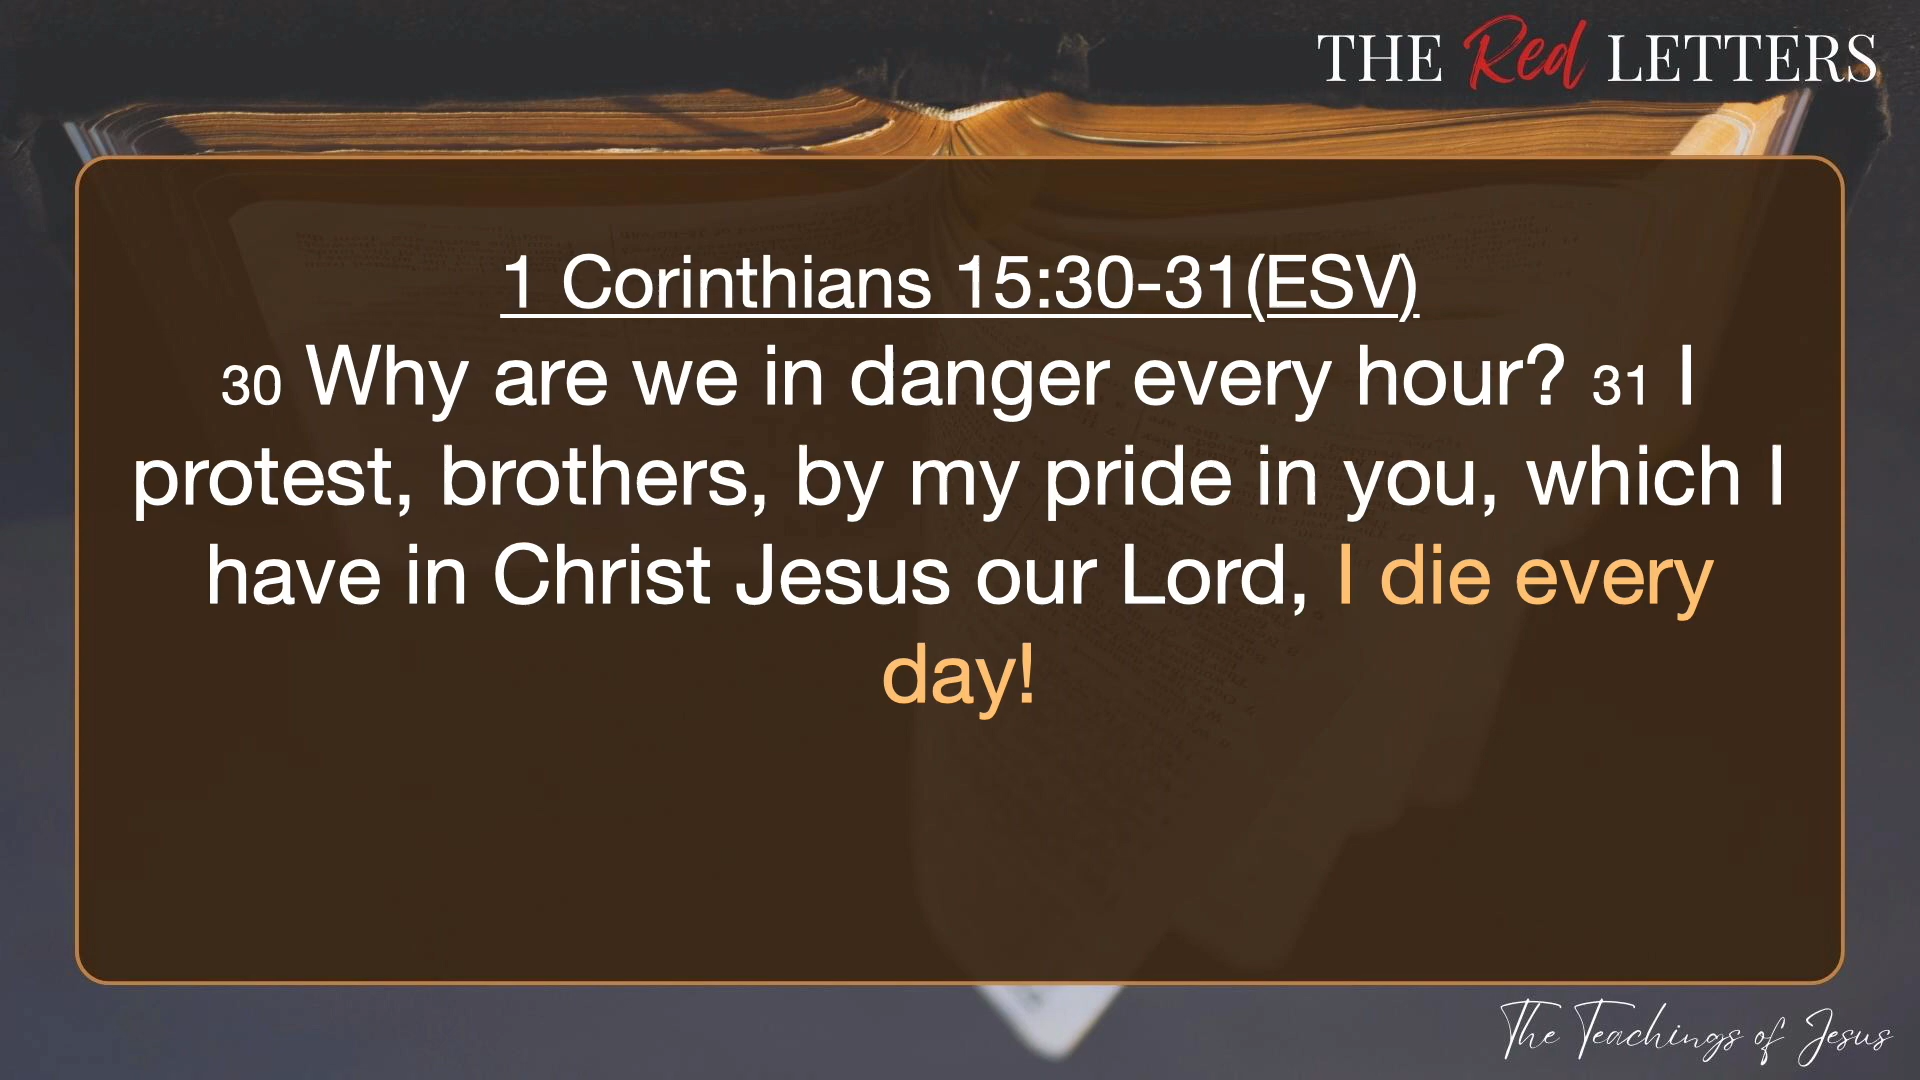 THE Red LETTERS
1 Corinthians 15:30-31(ESV)
30 Why are we in danger every hour? 31 I
protest, brothers, by my pride in you, which I
have in Christ Jesus our Lord, I die every
day!
The Teachings of Jesus